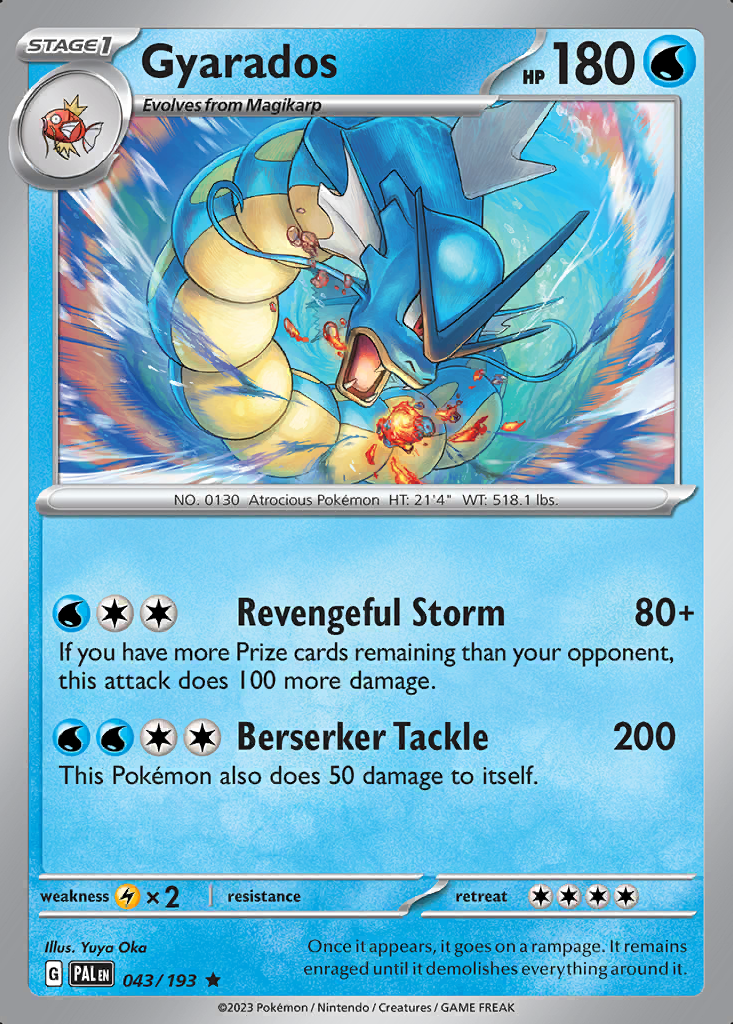 STAGE 1
Gyarados
HP 180
Evolves from Magikarp
NO. 0130 Atrocious Pokémon HT: 21'4" WT: 518.1 lbs.
Revengeful Storm 80+
If you have more Prize cards remaining than your opponent,
this attack does 100 more damage.
Berserker Tackle 200
This Pokémon also does 50 damage to itself.
weakness ×2 resistance retreat
Illus. Yuya Oka
G PAL EN 043/193 ★
Once it appears, it goes on a rampage. It remains
enraged until it demolishes everything around it.
©2023 Pokémon / Nintendo / Creatures / GAME FREAK